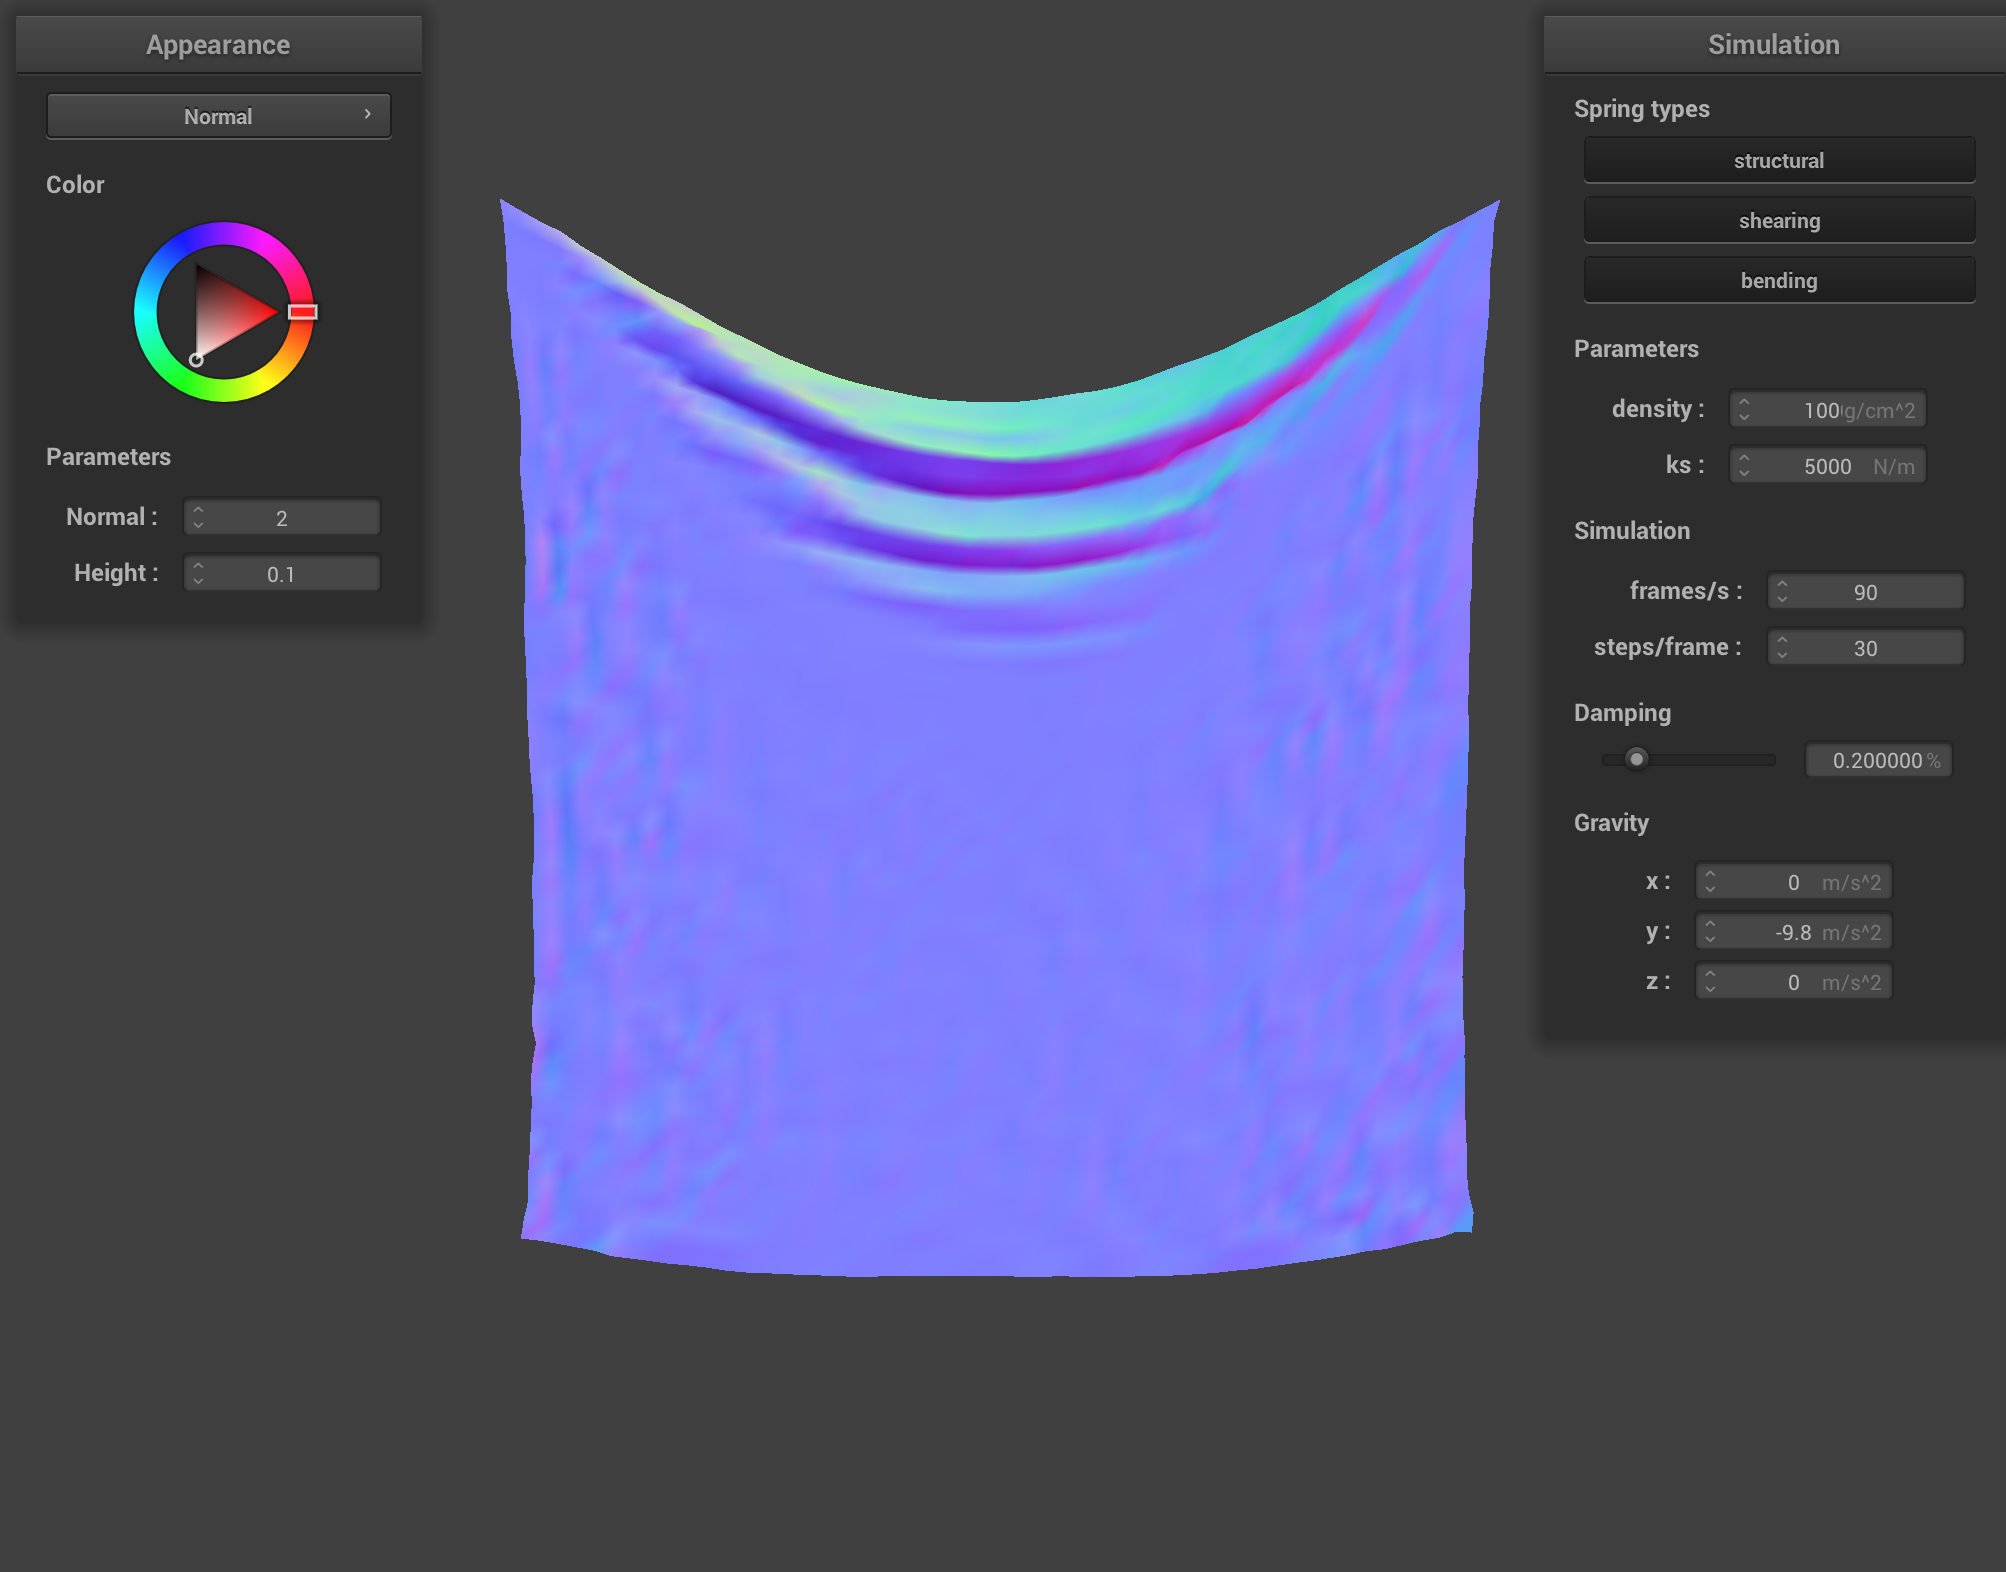 Appearance
Normal
Color
Parameters
Normal : 2
Height : 0.1
Simulation
Spring types
structural
shearing
bending
Parameters
density : 100g/cm^2
ks : 5000 N/m
Simulation
frames/s : 90
steps/frame : 30
Damping
0.200000 %
Gravity
x : 0 m/s^2
y : -9.8 m/s^2
z : 0 m/s^2